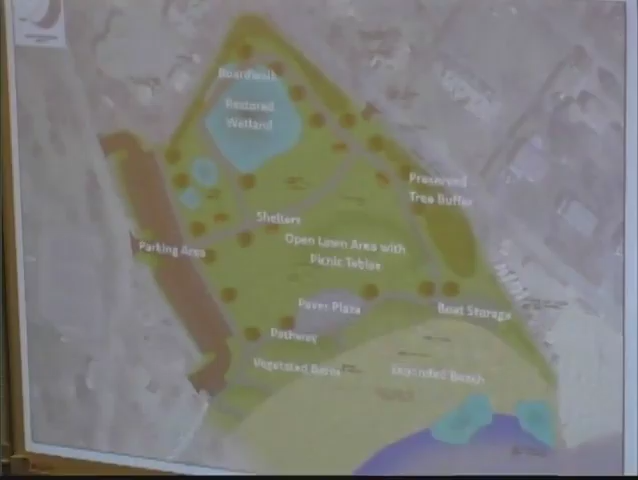 Boardwalk
Restored
Wetland
Preserved
Tree Buffer
Shelters
Parking Area
Open Lawn Area with
Picnic Tables
Paver Plaza
Boat Storage
Pathway
Vegetated Berm
Expanded Beach